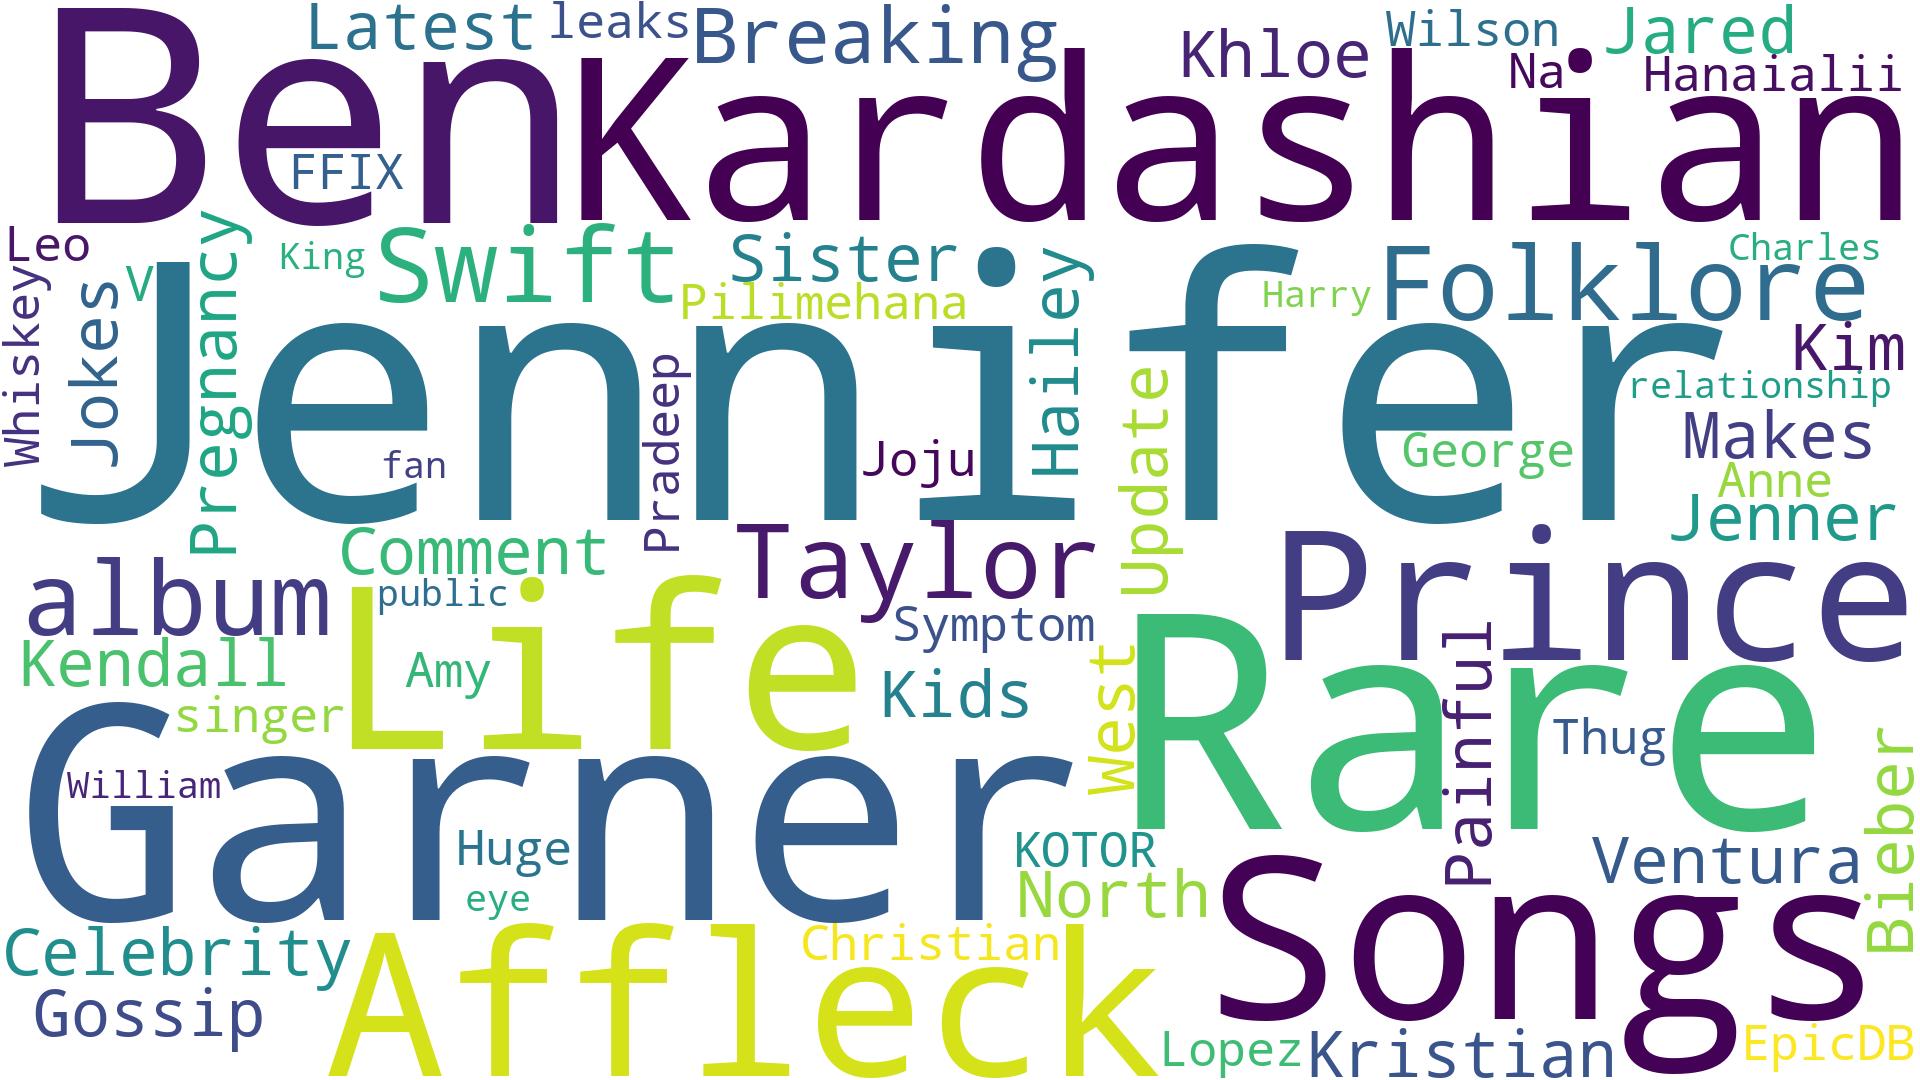 Ben
Kardashian
Latest
leaks
Breaking
Khloe
Wilson
Jared
Na
Hanaialii
FFIX
Leo
V
King
Swift
Sister
Pilimehana
Harry
Folklore
Charles
Whiskey
Jokes
Pregnancy
Jennifer
Hailey
Kim
relationship
fan
Pradeep
Joju
Update
George
Makes
Anne
Jenner
Comment
Taylor
Prince
album
public
Life
Symptom
Kendall
Amy
Kids
West
Rare
Painful
singer
Thug
William
Garner
Huge
eye
KOTOR
North
Songs
Ventura
Bieber
Celebrity
Gossip
Affleck
Christian
Lopez
Kristian
EpicDB